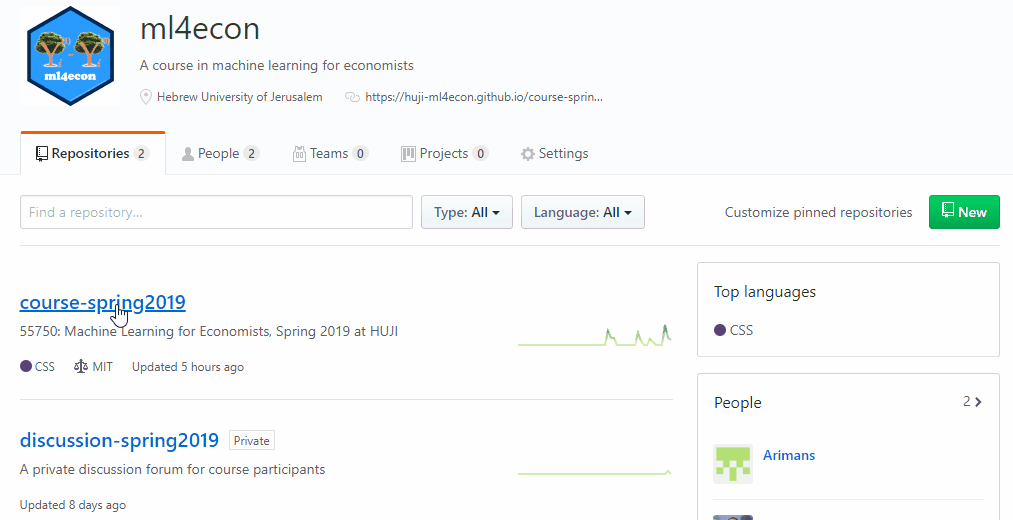 ml4econ
ml4econ
A course in machine learning for economists
Hebrew University of Jerusalem https://huji-ml4econ.github.io/course-sprin...
Repositories 2 People 2 Teams 0 Projects 0 Settings
Find a repository... Type: All Language: All Customize pinned repositories New
course-spring2019
55750: Machine Learning for Economists, Spring 2019 at HUJI
CSS MIT Updated 5 hours ago
discussion-spring2019 Private
A private discussion forum for course participants
Updated 8 days ago
Top languages
CSS
People 2
Arimans